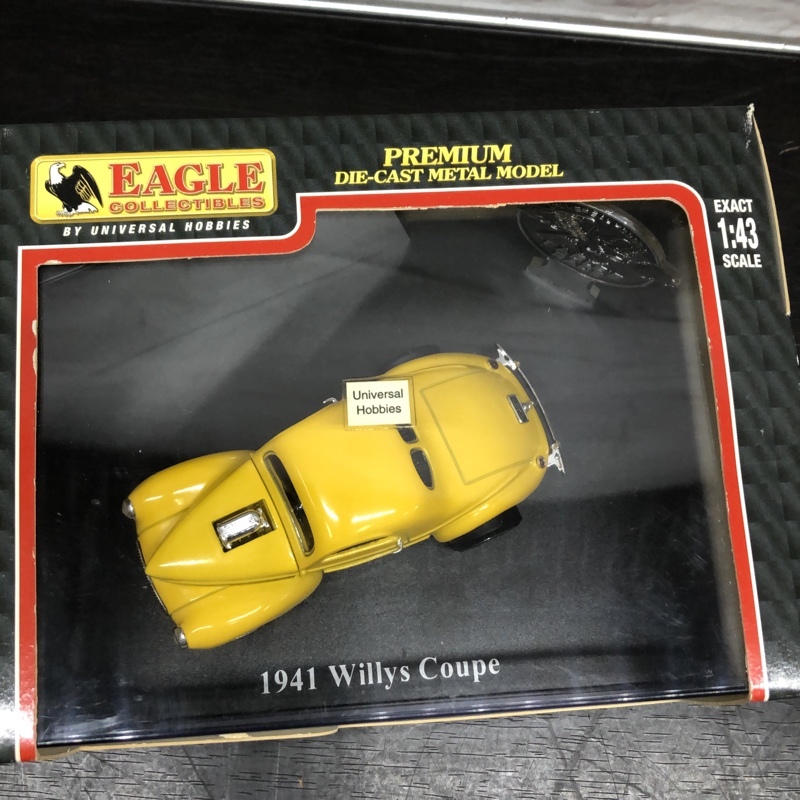 EAGLE
COLLECTIBLES
BY UNIVERSAL HOBBIES
PREMIUM
DIE-CAST METAL MODEL
EXACT
1:43
SCALE
Universal
Hobbies
1941 Willys Coupe